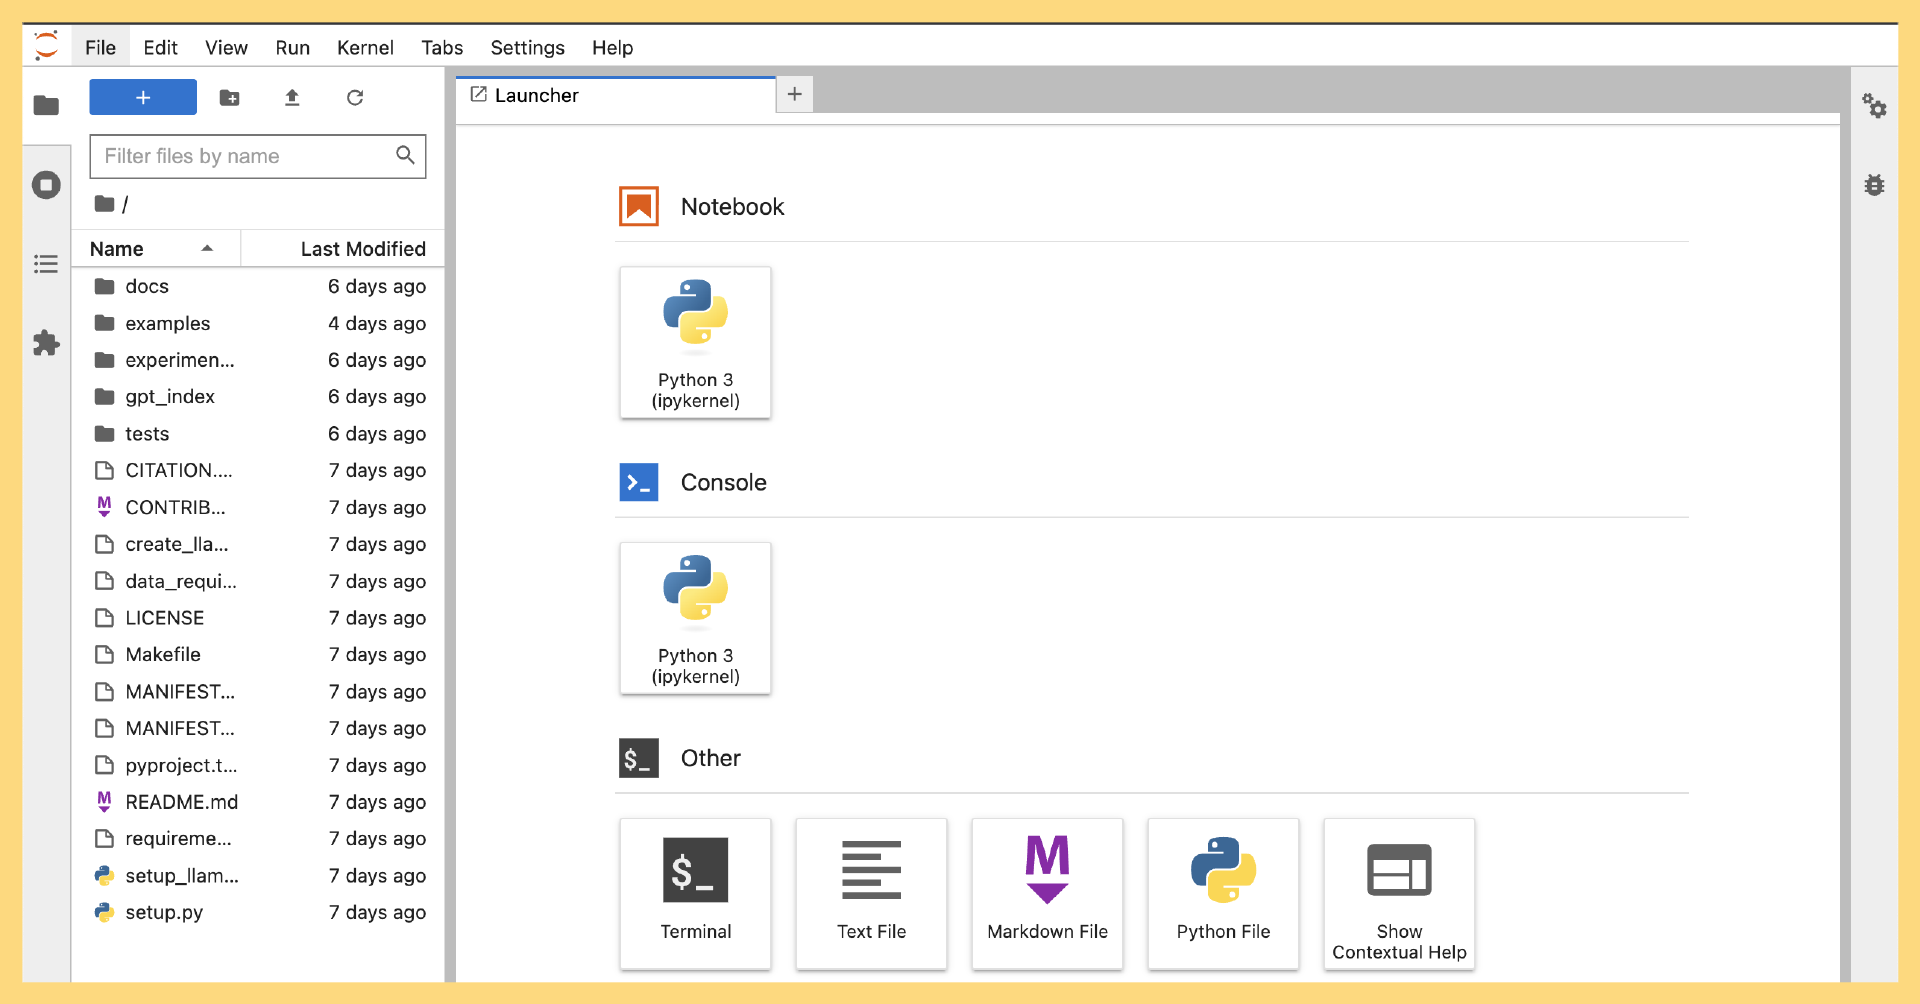 File Edit View Run Kernel Tabs Settings Help
+
Launcher
+
Filter files by name
/
Name Last Modified
docs 6 days ago
examples 4 days ago
experimen... 6 days ago
gpt_index 6 days ago
tests 6 days ago
CITATION.... 7 days ago
CONTRIB... 7 days ago
create_lla... 7 days ago
data_requi... 7 days ago
LICENSE 7 days ago
Makefile 7 days ago
MANIFEST... 7 days ago
MANIFEST... 7 days ago
pyproject.t... 7 days ago
README.md 7 days ago
requireme... 7 days ago
setup_llam... 7 days ago
setup.py 7 days ago
Notebook
Python 3
(ipykernel)
Console
Python 3
(ipykernel)
$_ Other
$_
M
Terminal Text File Markdown File Python File Show
Contextual Help